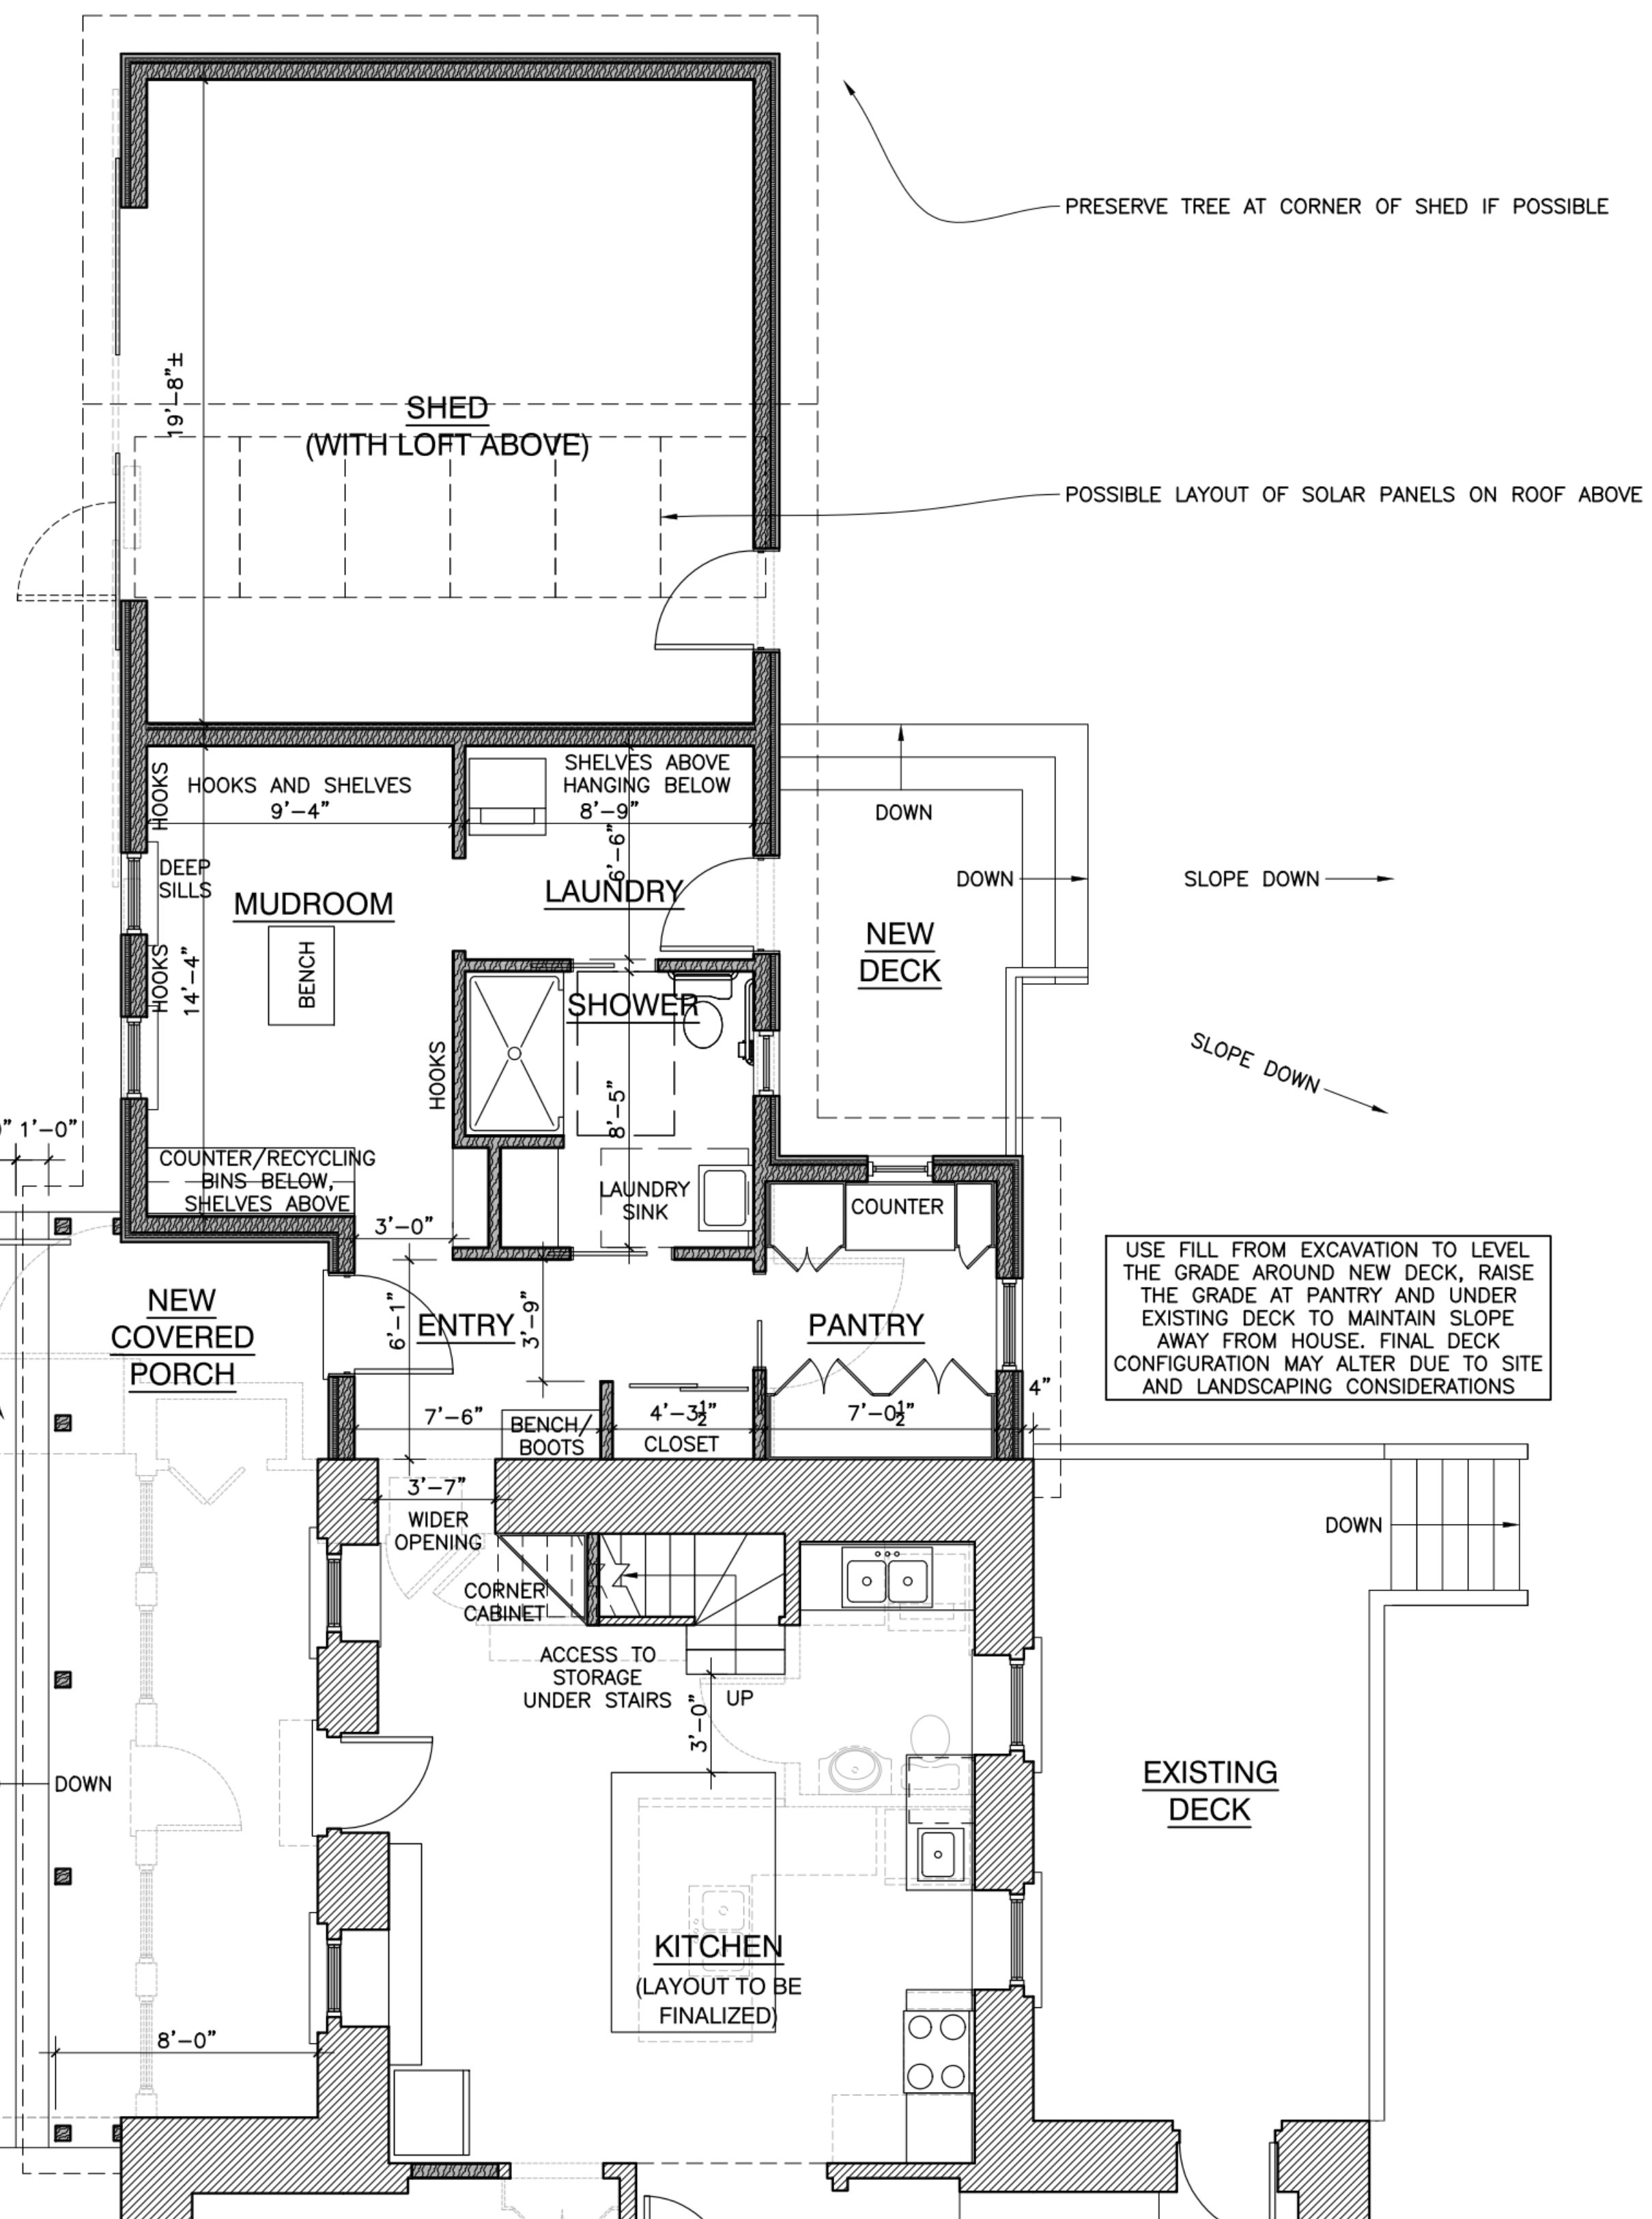 PRESERVE TREE AT CORNER OF SHED IF POSSIBLE
19'-8"±
SHED
(WITH LOFT ABOVE)
POSSIBLE LAYOUT OF SOLAR PANELS ON ROOF ABOVE
HOOKS
HOOKS AND SHELVES
9'-4"
SHELVES ABOVE
HANGING BELOW
8'-9"
6'-6"
DOWN
DEEP
SILLS
MUDROOM
LAUNDRY
DOWN
SLOPE DOWN
NEW
DECK
HOOKS
14'-4"
BENCH
SHOWER
HOOKS
8'-5"
SLOPE DOWN
" 1'-0"
COUNTER/RECYCLING
BINS BELOW,
SHELVES ABOVE
3'-0"
LAUNDRY
SINK
COUNTER
USE FILL FROM EXCAVATION TO LEVEL
THE GRADE AROUND NEW DECK, RAISE
THE GRADE AT PANTRY AND UNDER
EXISTING DECK TO MAINTAIN SLOPE
AWAY FROM HOUSE. FINAL DECK
CONFIGURATION MAY ALTER DUE TO SITE
AND LANDSCAPING CONSIDERATIONS
NEW
COVERED
PORCH
6'-1"
ENTRY
3'-9"
PANTRY
4"
7'-6"
BENCH/
BOOTS
4'-3½"
CLOSET
7'-0½"
3'-7"
WIDER
OPENING
CORNER
CABINET
DOWN
ACCESS TO
STORAGE
UNDER STAIRS
UP
3'-0"
DOWN
EXISTING
DECK
KITCHEN
(LAYOUT TO BE
FINALIZED)
8'-0"